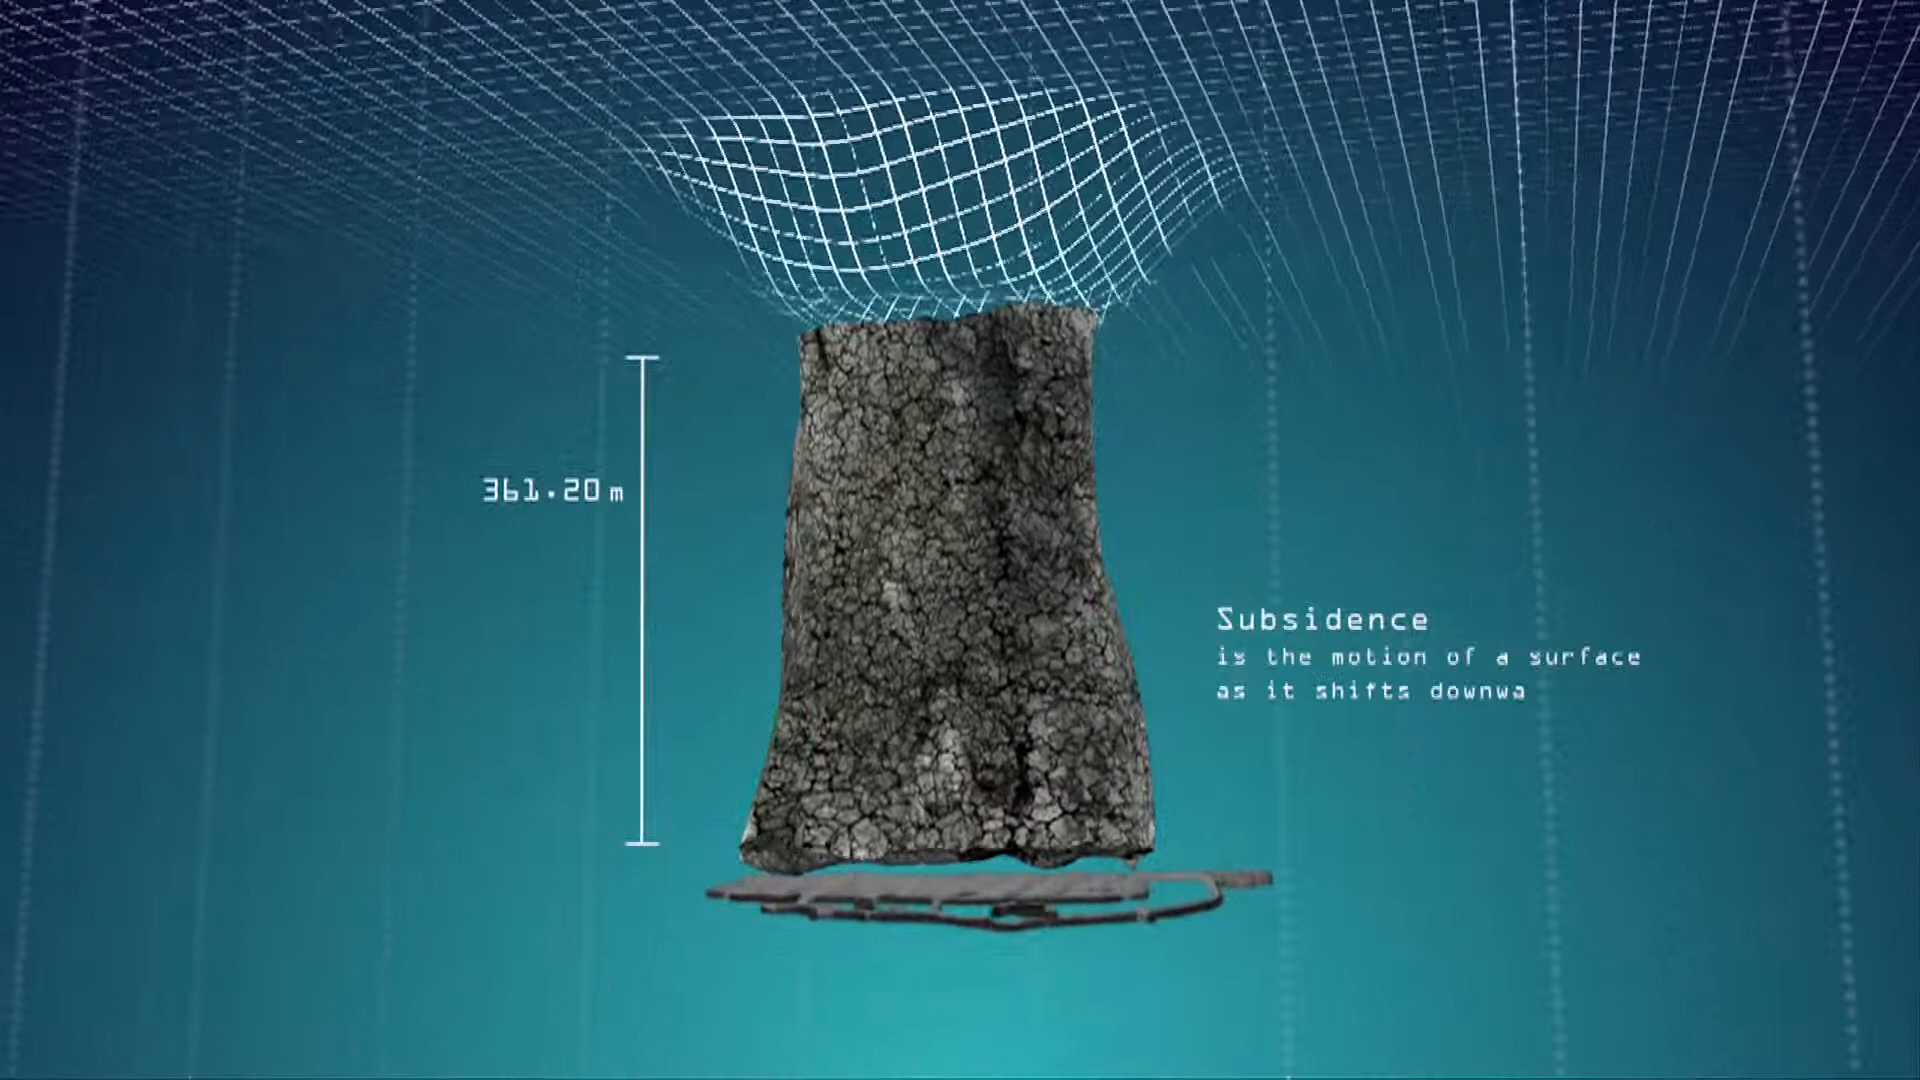 361.20 m
Subsidence
is the motion of a surface
as it shifts downwa